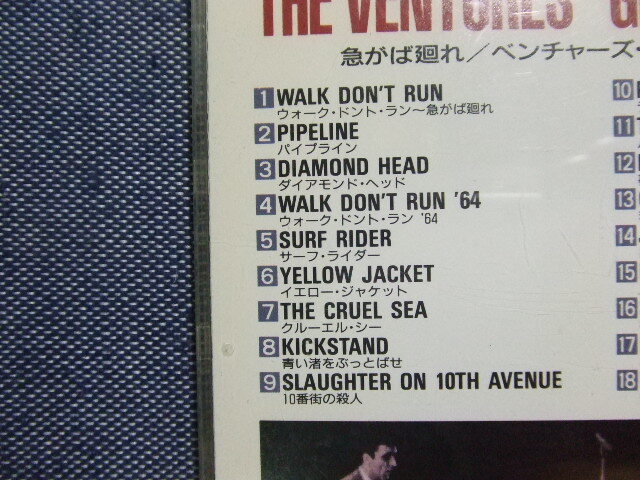 THE VENTURES G
急がば廻れ／ベンチャーズ・
1 WALK DON'T RUN
ウォーク・ドント・ラン～急がば廻れ
2 PIPELINE
パイプライン
3 DIAMOND HEAD
ダイアモンド・ヘッド
4 WALK DON'T RUN '64
ウォーク・ドント・ラン '64
5 SURF RIDER
サーフ・ライダー
6 YELLOW JACKET
イエロー・ジャケット
7 THE CRUEL SEA
クルーエル・シー
8 KICKSTAND
青い渚をぶっとばせ
9 SLAUGHTER ON 10TH AVENUE
10番街の殺人
10
11
12
13
14
15
16
17
18